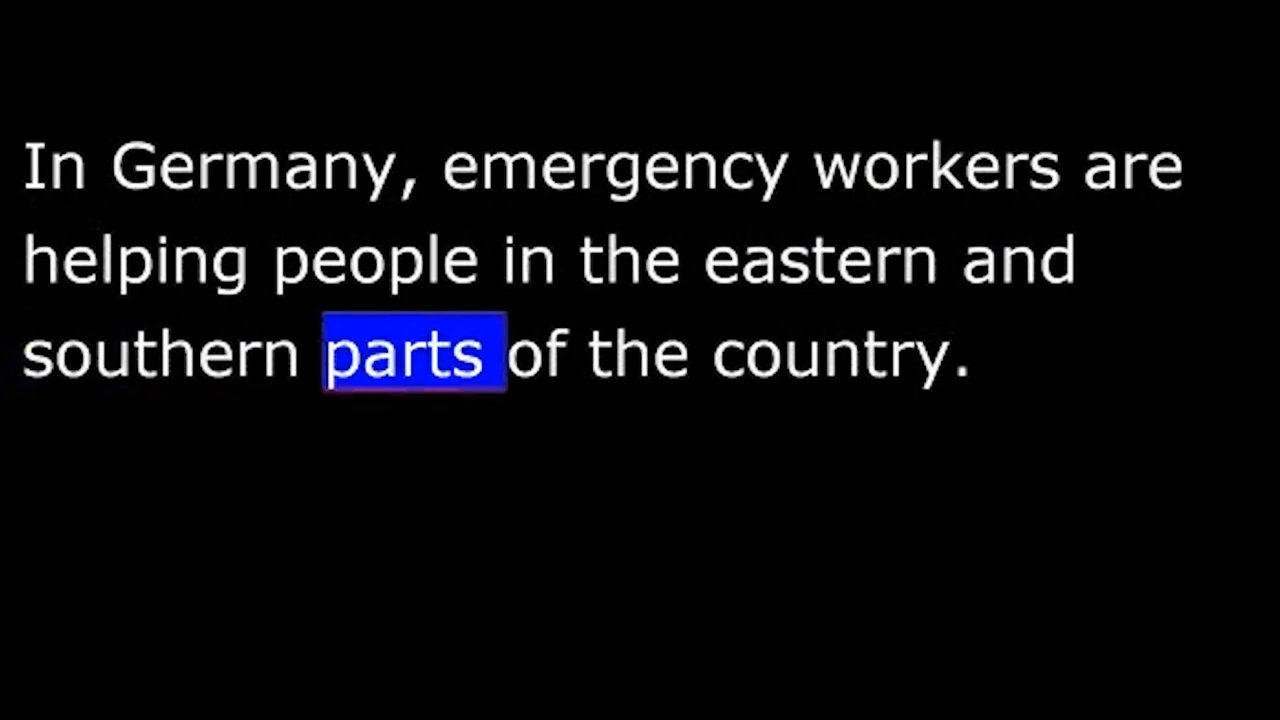 In Germany, emergency workers are
helping people in the eastern and
southern parts of the country.